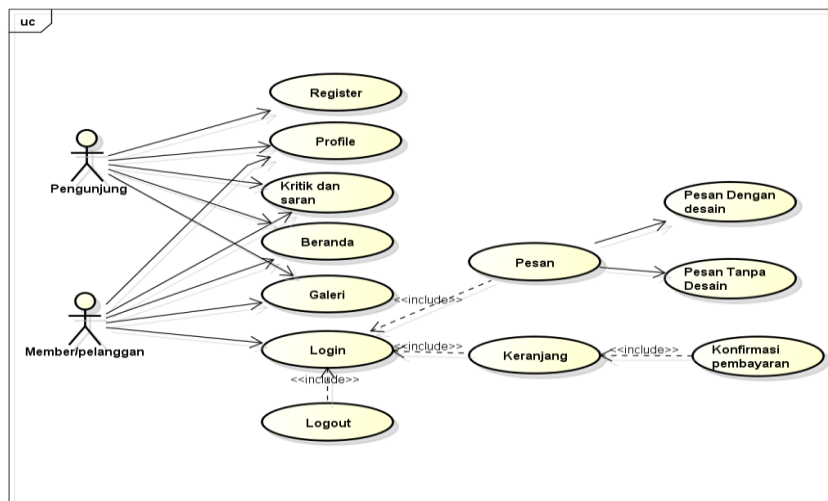 uc
Register
Profile
Pengunjung
Kritik dan
saran
Pesan Dengan
desain
Beranda
Pesan
Pesan Tanpa
Desain
Galeri
<<include>>
Member/pelanggan
Login
<<include>>
Keranjang
<<include>>
Konfirmasi
pembayaran
<<include>>
Logout